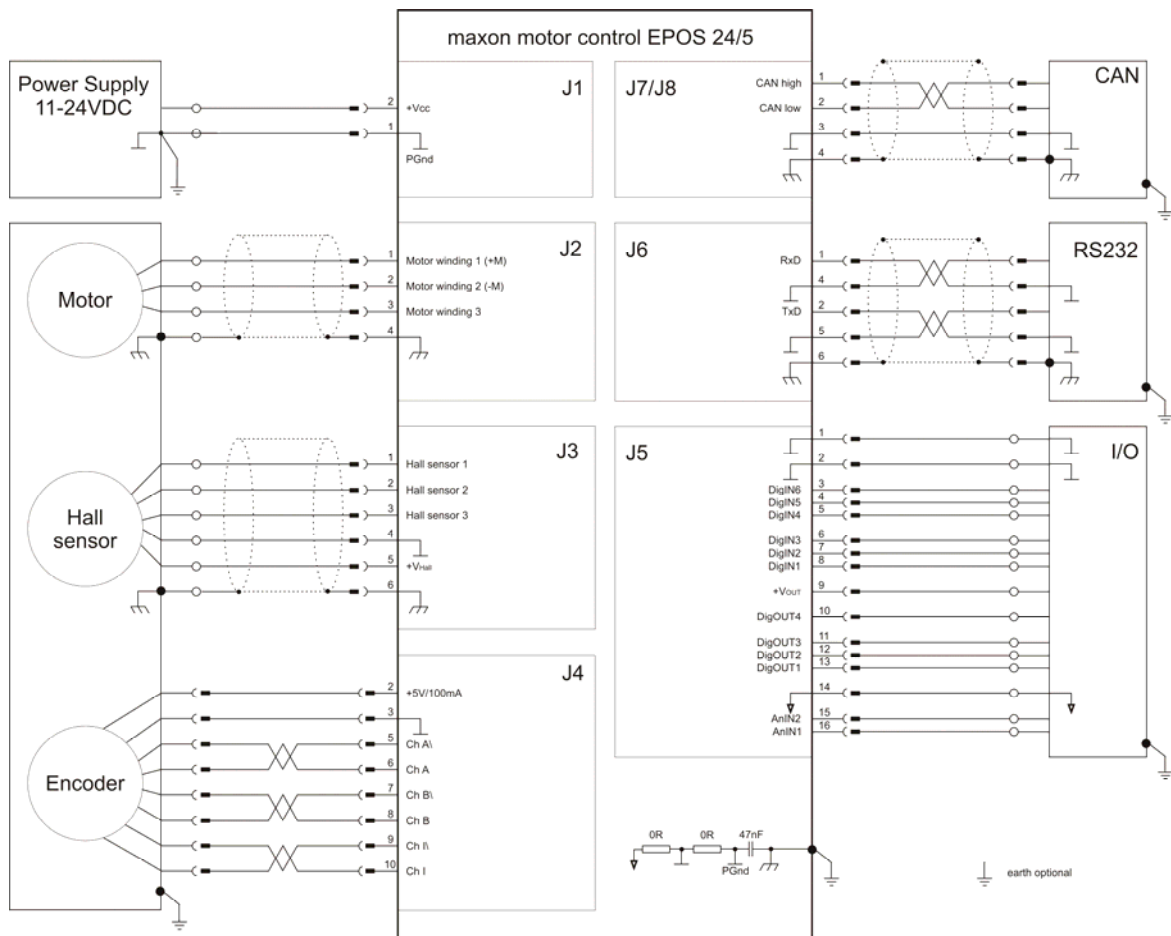 maxon motor control EPOS 24/5
Power Supply
11-24VDC
J1
2
+Vcc
1
PGnd
Motor
J2
1
Motor winding 1 (+M)
2
Motor winding 2 (-M)
3
Motor winding 3
4
Hall
sensor
J3
1
Hall sensor 1
2
Hall sensor 2
3
Hall sensor 3
4
5
+VHall
6
Encoder
J4
2
+5V/100mA
3
5
Ch A\
6
Ch A
7
Ch B\
8
Ch B
9
Ch I\
10
Ch I
J7/J8
CAN
CAN high
1
CAN low
2
3
4
J6
RS232
RxD
1
4
TxD
2
5
6
J5
I/O
1
2
DigIN6
3
DigIN5
4
DigIN4
5
DigIN3
6
DigIN2
7
DigIN1
8
+VOUT
9
DigOUT4
10
DigOUT3
11
DigOUT2
12
DigOUT1
13
14
AnIN2
15
AnIN1
16
0R
0R
47nF
PGnd
earth optional